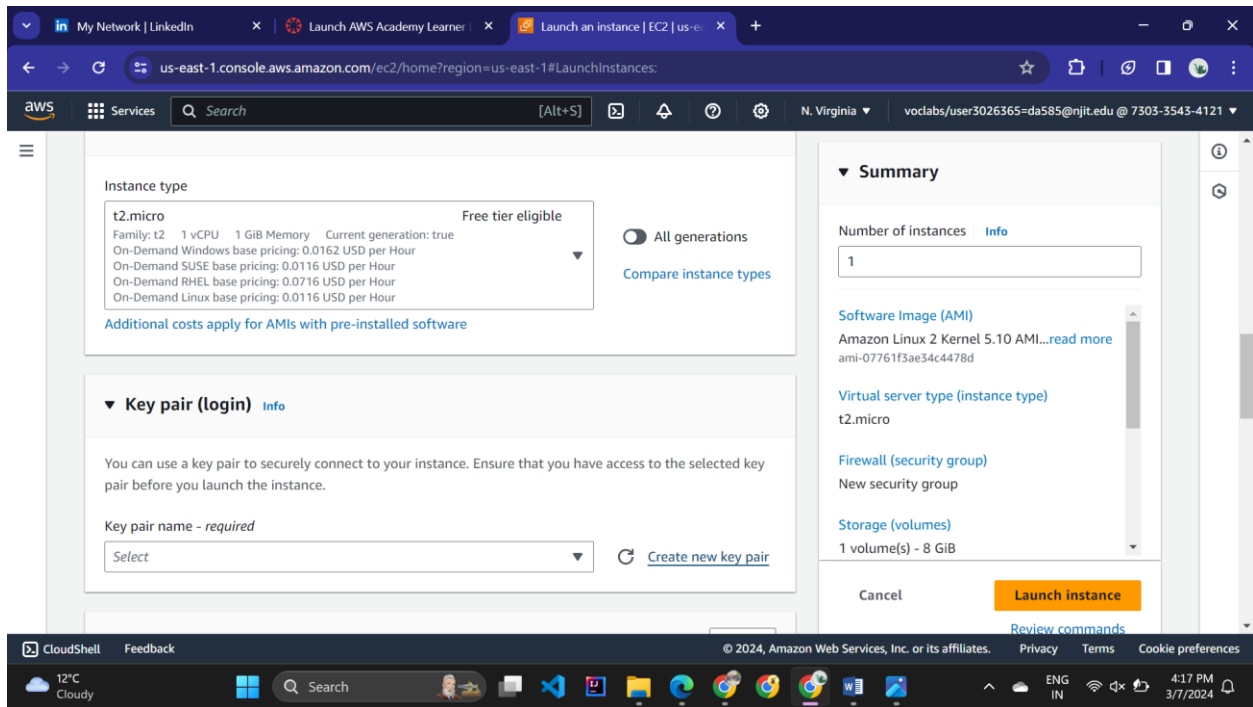 My Network | LinkedIn
Launch AWS Academy Learner
Launch an instance | EC2 | us-ea
us-east-1.console.aws.amazon.com/ec2/home?region=us-east-1#LaunchInstances:
aws
Services
Search
[Alt+S]
N. Virginia
voclabs/user3026365=da585@njit.edu @ 7303-3543-4121
Instance type
t2.micro
Free tier eligible
Family: t2 1 vCPU 1 GiB Memory Current generation: true
On-Demand Windows base pricing: 0.0162 USD per Hour
On-Demand SUSE base pricing: 0.0116 USD per Hour
On-Demand RHEL base pricing: 0.0716 USD per Hour
On-Demand Linux base pricing: 0.0116 USD per Hour
All generations
Compare instance types
Additional costs apply for AMIs with pre-installed software
Key pair (login) Info
You can use a key pair to securely connect to your instance. Ensure that you have access to the selected key
pair before you launch the instance.
Key pair name - required
Select
Create new key pair
Summary
Number of instances Info
1
Software Image (AMI)
Amazon Linux 2 Kernel 5.10 AMI...read more
ami-07761f3ae34c4478d
Virtual server type (instance type)
t2.micro
Firewall (security group)
New security group
Storage (volumes)
1 volume(s) - 8 GiB
Cancel
Launch instance
Review commands
CloudShell
Feedback
© 2024, Amazon Web Services, Inc. or its affiliates.
Privacy
Terms
Cookie preferences
12°C
Cloudy
Search
ENG
IN
4:17 PM
3/7/2024